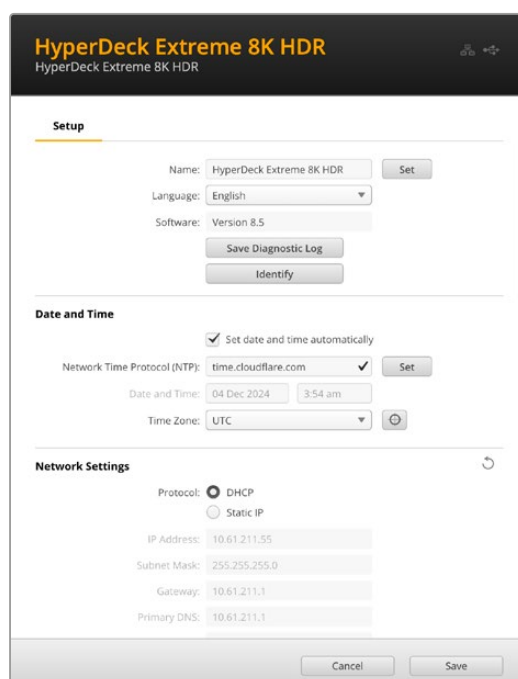 HyperDeck Extreme 8K HDR
HyperDeck Extreme 8K HDR
Setup
Name: HyperDeck Extreme 8K HDR Set
Language: English
Software: Version 8.5
Save Diagnostic Log
Identify
Date and Time
Set date and time automatically
Network Time Protocol (NTP): time.cloudflare.com Set
Date and Time: 04 Dec 2024 3:54 am
Time Zone: UTC
Network Settings
Protocol: DHCP
Static IP
IP Address: 10.61.211.55
Subnet Mask: 255.255.255.0
Gateway: 10.61.211.1
Primary DNS: 10.61.211.1
Cancel Save